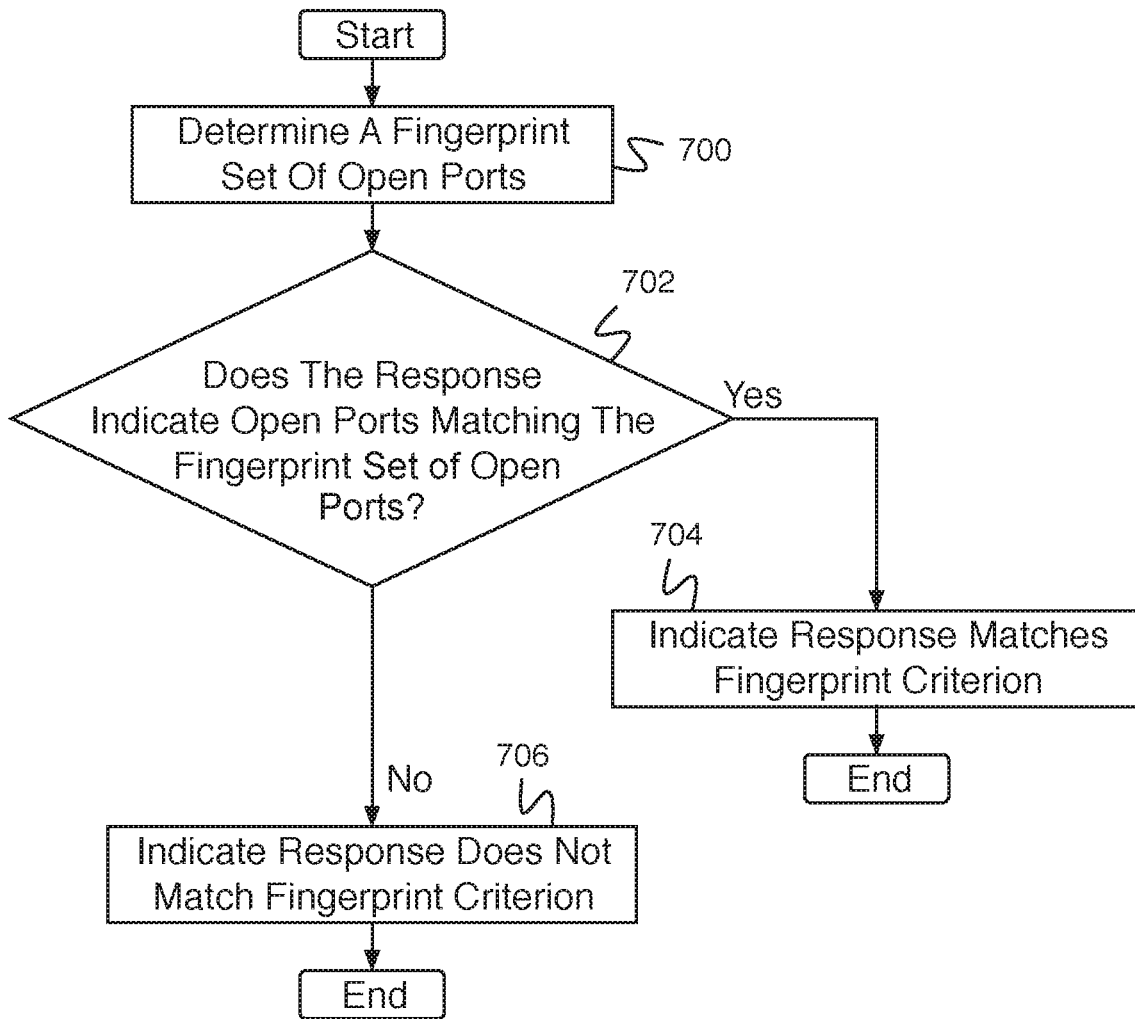 Start
Determine A Fingerprint
Set Of Open Ports
700
702
Does The Response
Indicate Open Ports Matching The
Fingerprint Set of Open
Ports?
Yes
704
Indicate Response Matches
Fingerprint Criterion
End
706
No
Indicate Response Does Not
Match Fingerprint Criterion
End